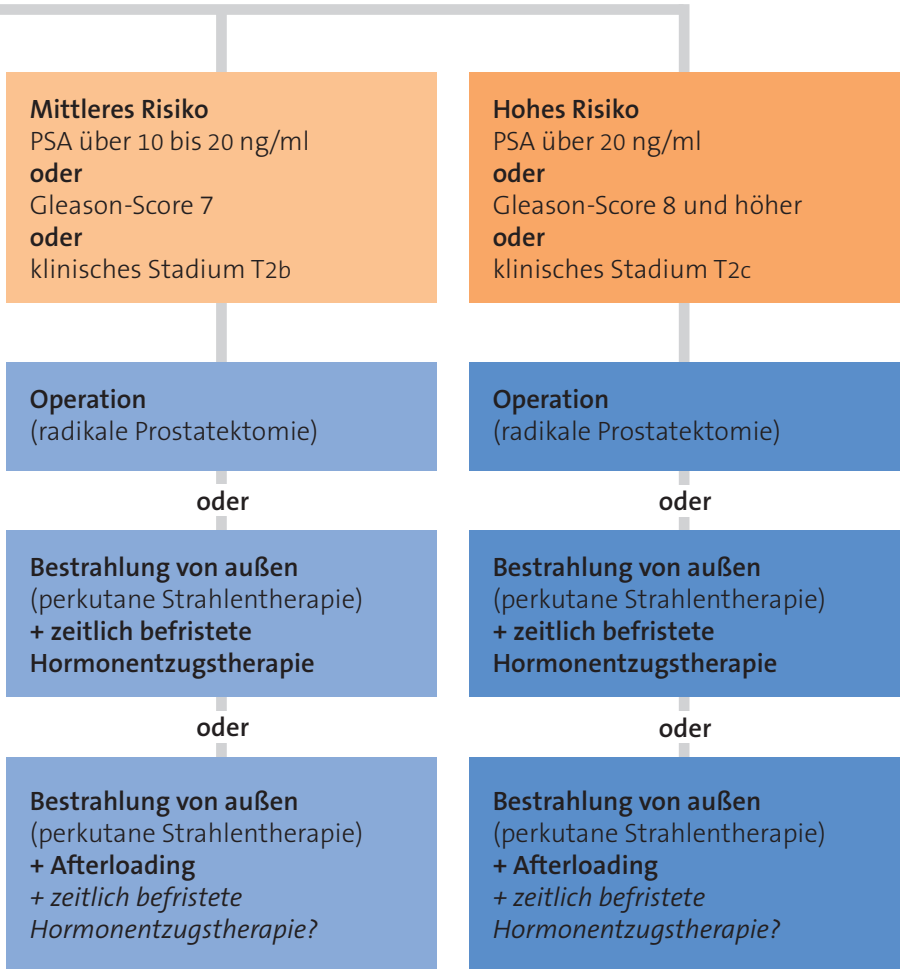 Mittleres Risiko
PSA über 10 bis 20 ng/ml
oder
Gleason-Score 7
oder
klinisches Stadium T2b
Operation
(radikale Prostatektomie)
oder
Bestrahlung von außen
(perkutane Strahlentherapie)
+ zeitlich befristete
Hormonentzugstherapie
oder
Bestrahlung von außen
(perkutane Strahlentherapie)
+ Afterloading
+ zeitlich befristete
Hormonentzugstherapie?
Hohes Risiko
PSA über 20 ng/ml
oder
Gleason-Score 8 und höher
oder
klinisches Stadium T2c
Operation
(radikale Prostatektomie)
oder
Bestrahlung von außen
(perkutane Strahlentherapie)
+ zeitlich befristete
Hormonentzugstherapie
oder
Bestrahlung von außen
(perkutane Strahlentherapie)
+ Afterloading
+ zeitlich befristete
Hormonentzugstherapie?